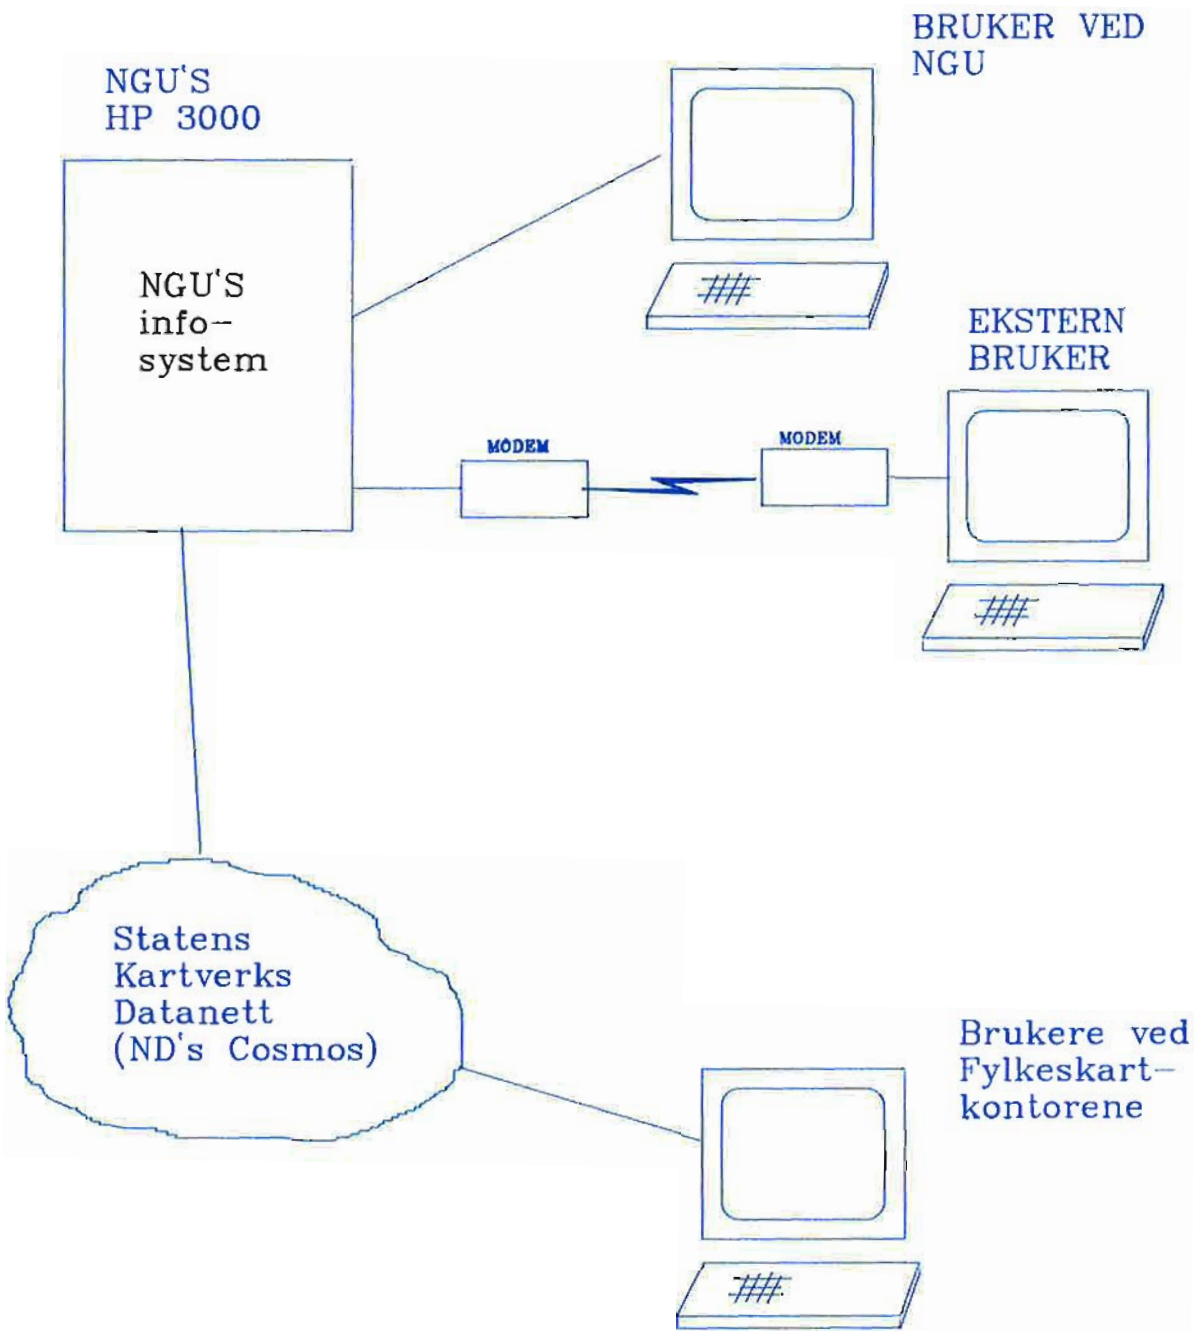 BRUKER VED
NGU
NGU'S
HP 3000
NGU'S
info-
system
EKSTERN
BRUKER
MODEM
MODEM
Statens
Kartverks
Datanett
(ND's Cosmos)
Brukere ved
Fylkeskart-
kontorene